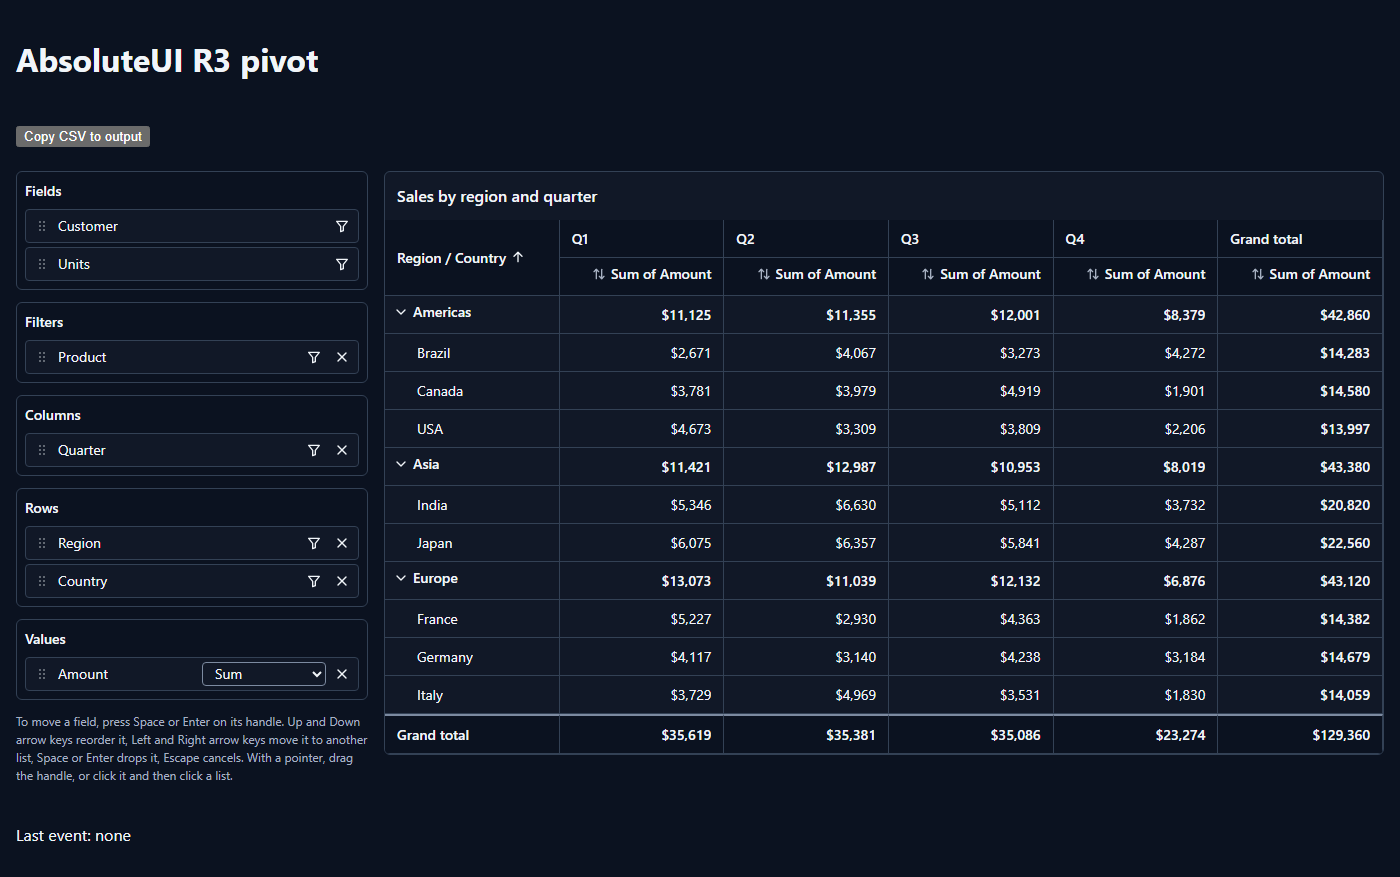 AbsoluteUI R3 pivot
Copy CSV to output
Fields
Customer
Units
Filters
Product
Columns
Quarter
Rows
Region
Country
Values
Amount Sum
To move a field, press Space or Enter on its handle. Up and Down
arrow keys reorder it, Left and Right arrow keys move it to another
list, Space or Enter drops it, Escape cancels. With a pointer, drag
the handle, or click it and then click a list.
Sales by region and quarter
Region / Country Q1 Q2 Q3 Q4 Grand total
Sum of Amount Sum of Amount Sum of Amount Sum of Amount Sum of Amount
Americas $11,125 $11,355 $12,001 $8,379 $42,860
Brazil $2,671 $4,067 $3,273 $4,272 $14,283
Canada $3,781 $3,979 $4,919 $1,901 $14,580
USA $4,673 $3,309 $3,809 $2,206 $13,997
Asia $11,421 $12,987 $10,953 $8,019 $43,380
India $5,346 $6,630 $5,112 $3,732 $20,820
Japan $6,075 $6,357 $5,841 $4,287 $22,560
Europe $13,073 $11,039 $12,132 $6,876 $43,120
France $5,227 $2,930 $4,363 $1,862 $14,382
Germany $4,117 $3,140 $4,238 $3,184 $14,679
Italy $3,729 $4,969 $3,531 $1,830 $14,059
Grand total $35,619 $35,381 $35,086 $23,274 $129,360
Last event: none